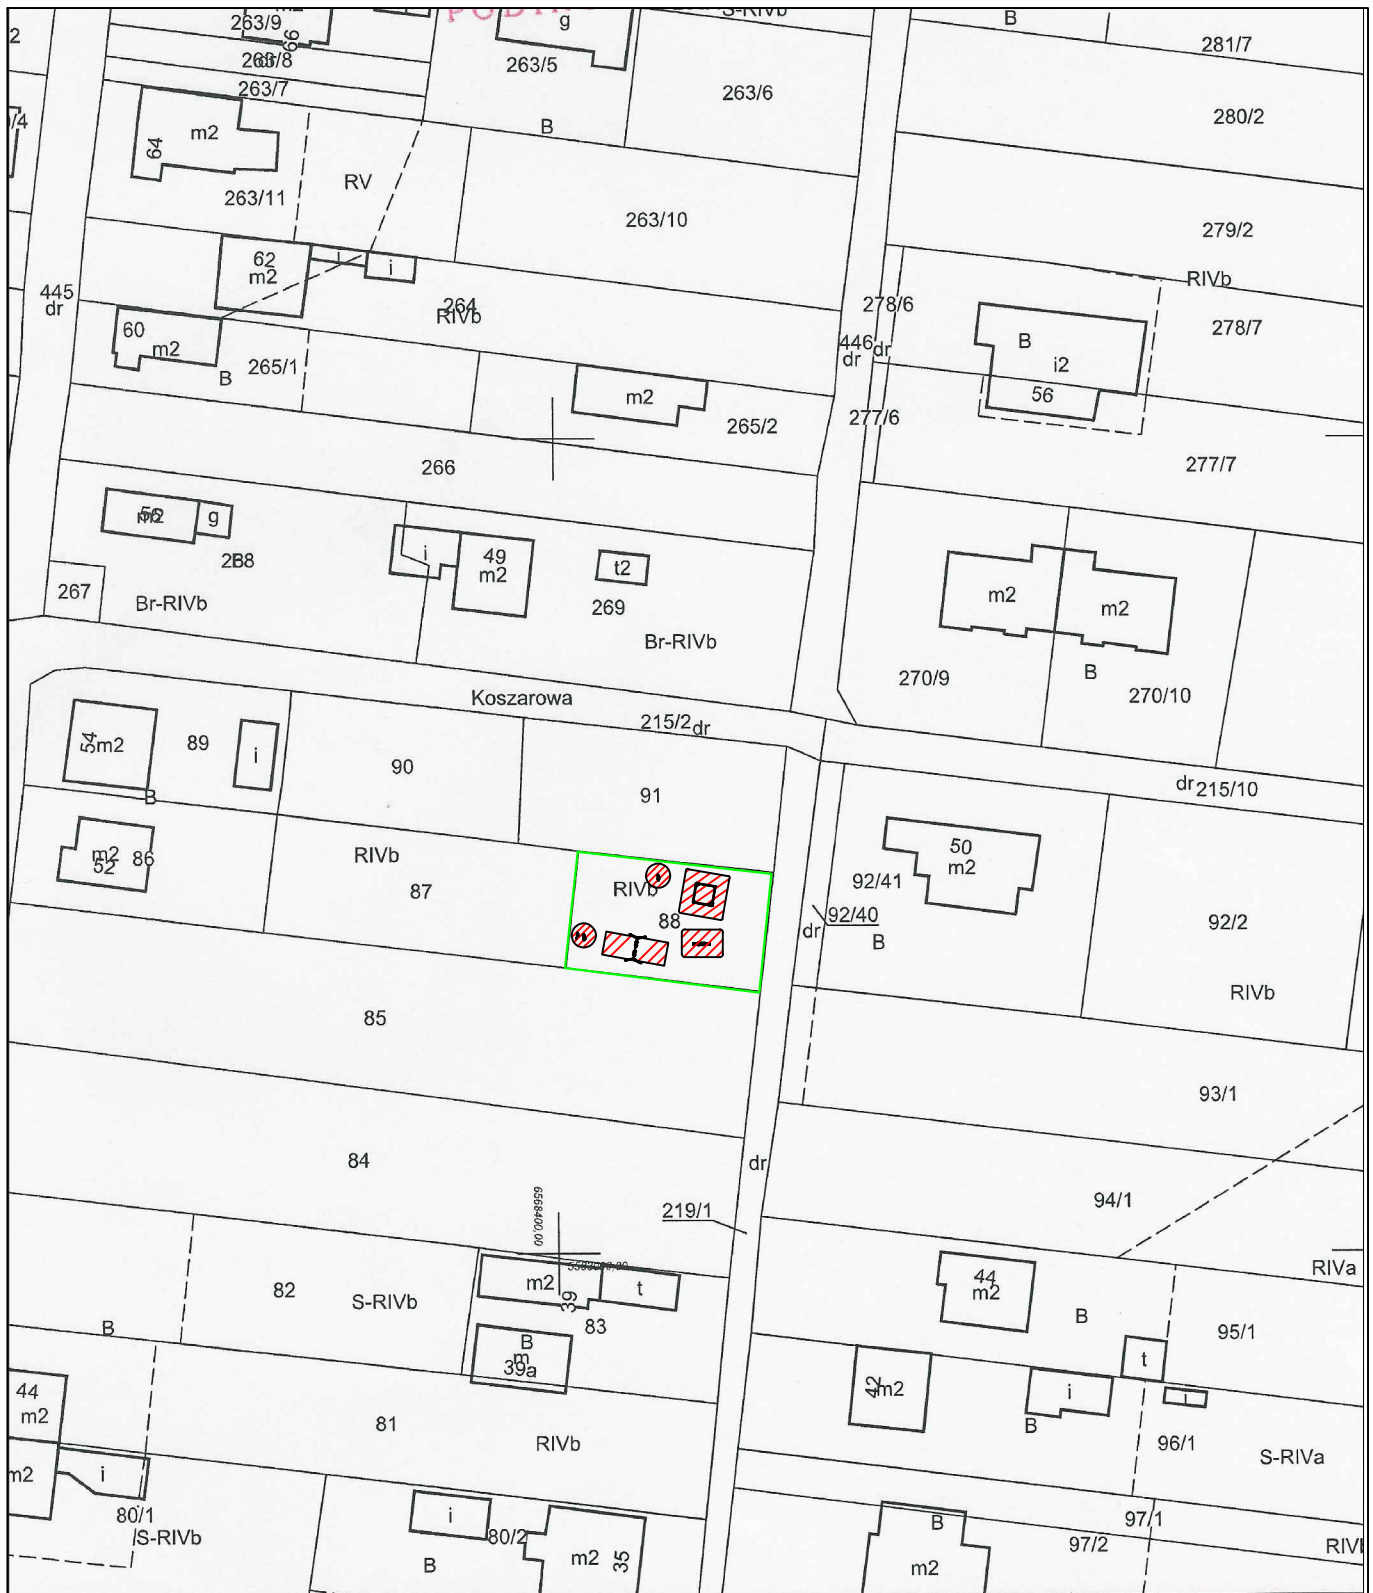 263/9
66
g
B
281/7
2
263/8
dr
263/5
263/7
263/6
280/2
m2
64
B
RV
263/11
263/10
279/2
62
m2
i
i
RIVb
445
dr
264
RIVb
278/6
278/7
60
m2
B
446
dr
dr
B
i2
265/1
B
m2
56
265/2
277/6
266
277/7
m2
g
i
49
m2
t2
268
267
Br-RIVb
269
Br-RIVb
m2
m2
270/9
B
270/10
Koszarowa
215/2
dr
54
m2
89
i
90
91
dr
215/10
B
m2
52
86
RIVb
87
RIVb
88
50
m2
92/41
92/40
dr
B
92/2
RIVb
85
93/1
84
dr
94/1
219/1
6568400,00
RIVa
82
S-RIVb
m2
39
t
83
44
m2
B
95/1
B
B
m
39a
t
44
m2
42
m2
i
i
B
81
RIVb
96/1
S-RIVa
m2
i
80/1
S-RIVb
i
80/2
B
m2
35
B
97/1
97/2
m2